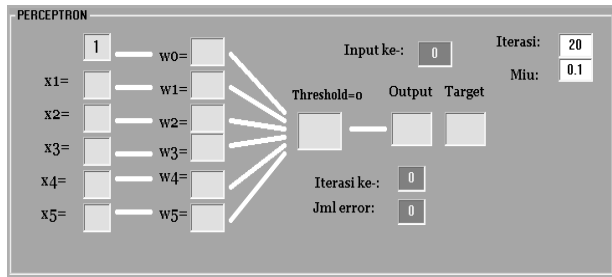 PERCEPTRON
1
w0=
Input ke-:
0
Iterasi:
20
x1=
w1=
Miu:
0.1
x2=
w2=
Threshold=0
Output
Target
x3=
w3=
x4=
w4=
Iterasi ke-:
0
x5=
w5=
Jml error:
0